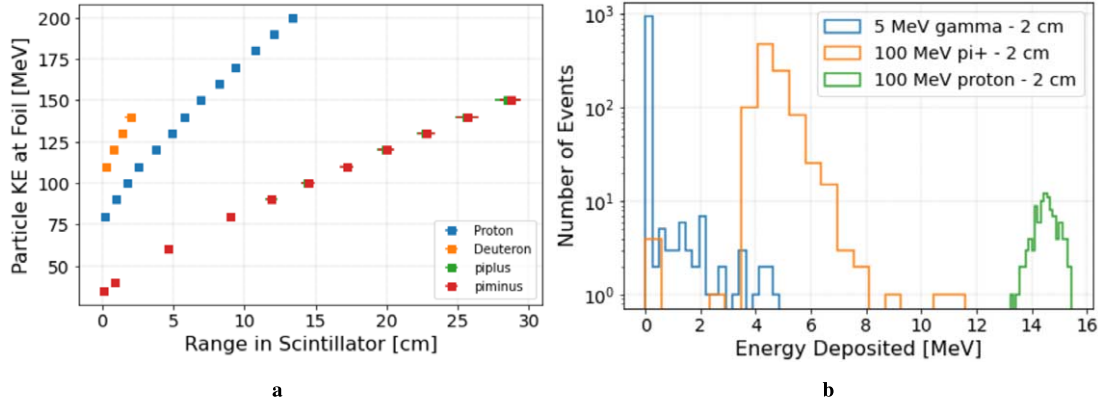 200
175
150
125
100
75
50
Particle KE at Foil [MeV]
Proton
Deuteron
piplus
piminus
0 5 10 15 20 25 30
Range in Scintillator [cm]
a
10³
10²
10¹
10⁰
Number of Events
5 MeV gamma - 2 cm
100 MeV pi+ - 2 cm
100 MeV proton - 2 cm
0 2 4 6 8 10 12 14 16
Energy Deposited [MeV]
b